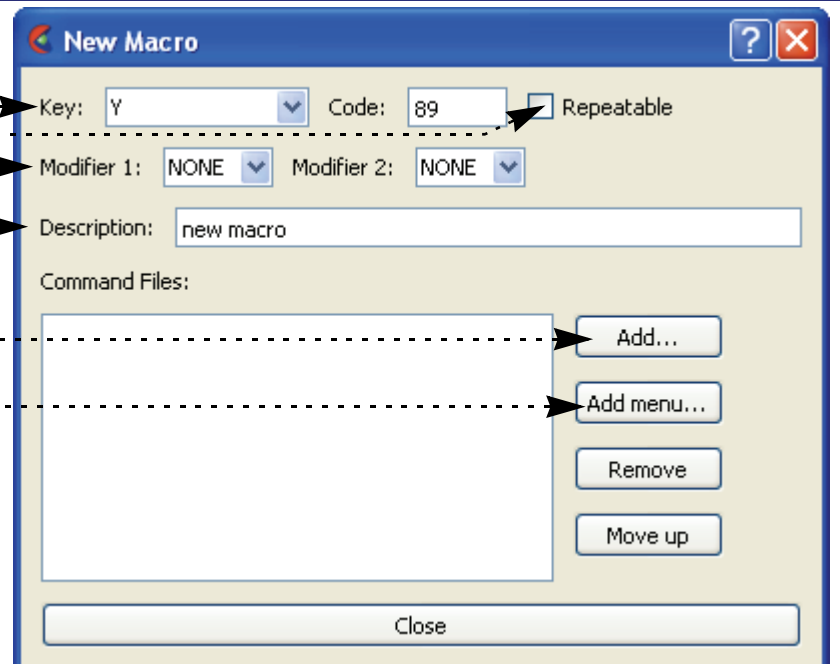 New Macro
Key: Y Code: 89 Repeatable
Modifier 1: NONE Modifier 2: NONE
Description: new macro
Command Files:
Add...
Add menu...
Remove
Move up
Close